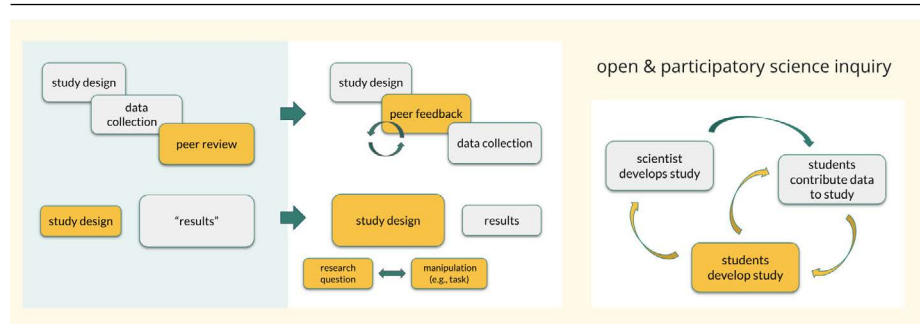 study design
data
collection
peer review
study design
peer feedback
data collection
study design
"results"
study design
results
research
question
manipulation
(e.g., task)
open & participatory science inquiry
scientist
develops study
students
contribute data
to study
students
develop study